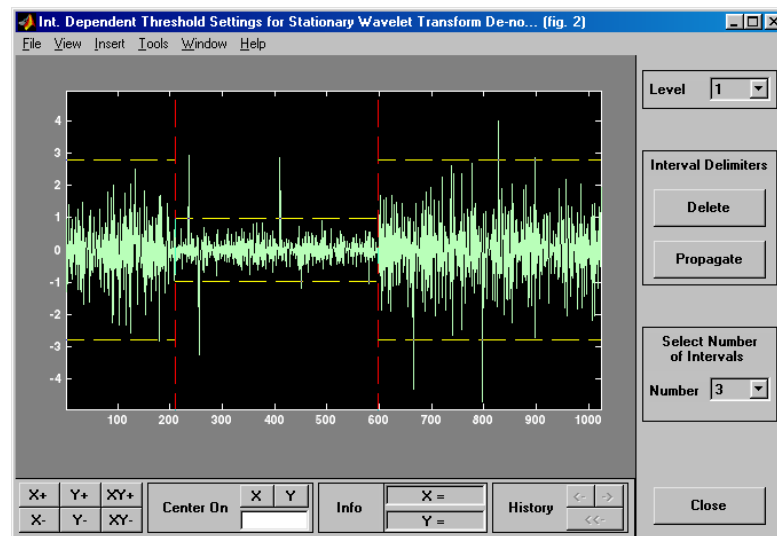 Int. Dependent Threshold Settings for Stationary Wavelet Transform De-no... (fig. 2)
File View Insert Tools Window Help
4
3
2
1
0
-1
-2
-3
-4
100 200 300 400 500 600 700 800 900 1000
Level 1
Interval Delimiters
Delete
Propagate
Select Number
of Intervals
Number 3
X+ Y+ XY+
X- Y- XY-
Center On X Y
Info X =
Y =
History <- ->
<<-
Close